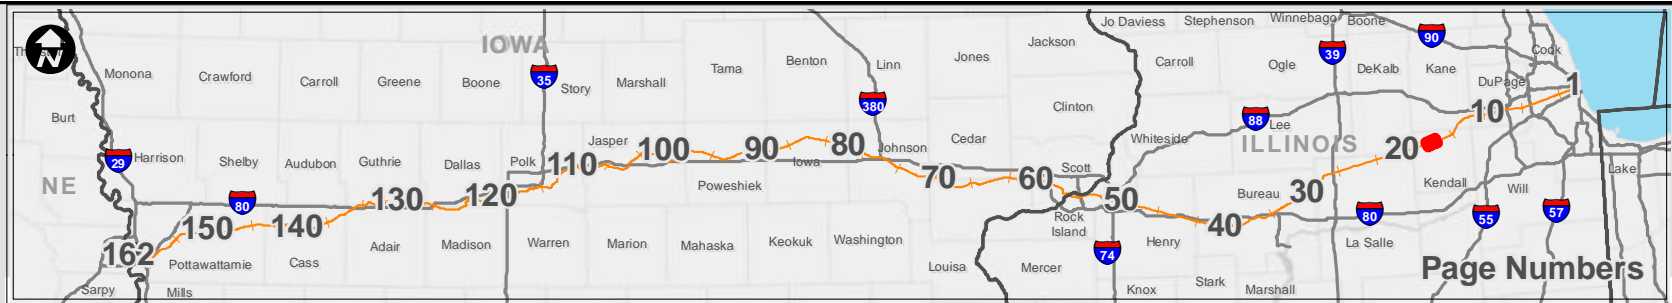 N
IOWA
ILLINOIS
NE
Monona
Crawford
Carroll
Greene
Boone
Story
Marshall
Tama
Benton
Linn
Jones
Jackson
Jo Daviess
Stephenson
Winnebago
Boone
Carroll
Ogle
DeKalb
Kane
Cook
DuPage
Burt
Harrison
Shelby
Audubon
Guthrie
Dallas
Polk
Jasper
Poweshiek
Iowa
Johnson
Cedar
Clinton
Scott
Whiteside
Lee
Kendall
Will
Lake
Rock
Island
Henry
Bureau
La Salle
Sarpy
Mills
Pottawattamie
Cass
Adair
Madison
Warren
Marion
Mahaska
Keokuk
Washington
Louisa
Mercer
Knox
Stark
Marshall
29
80
35
380
88
39
90
74
80
55
57
162
150
140
130
120
110
100
90
80
70
60
50
40
30
20
10
1
Page Numbers